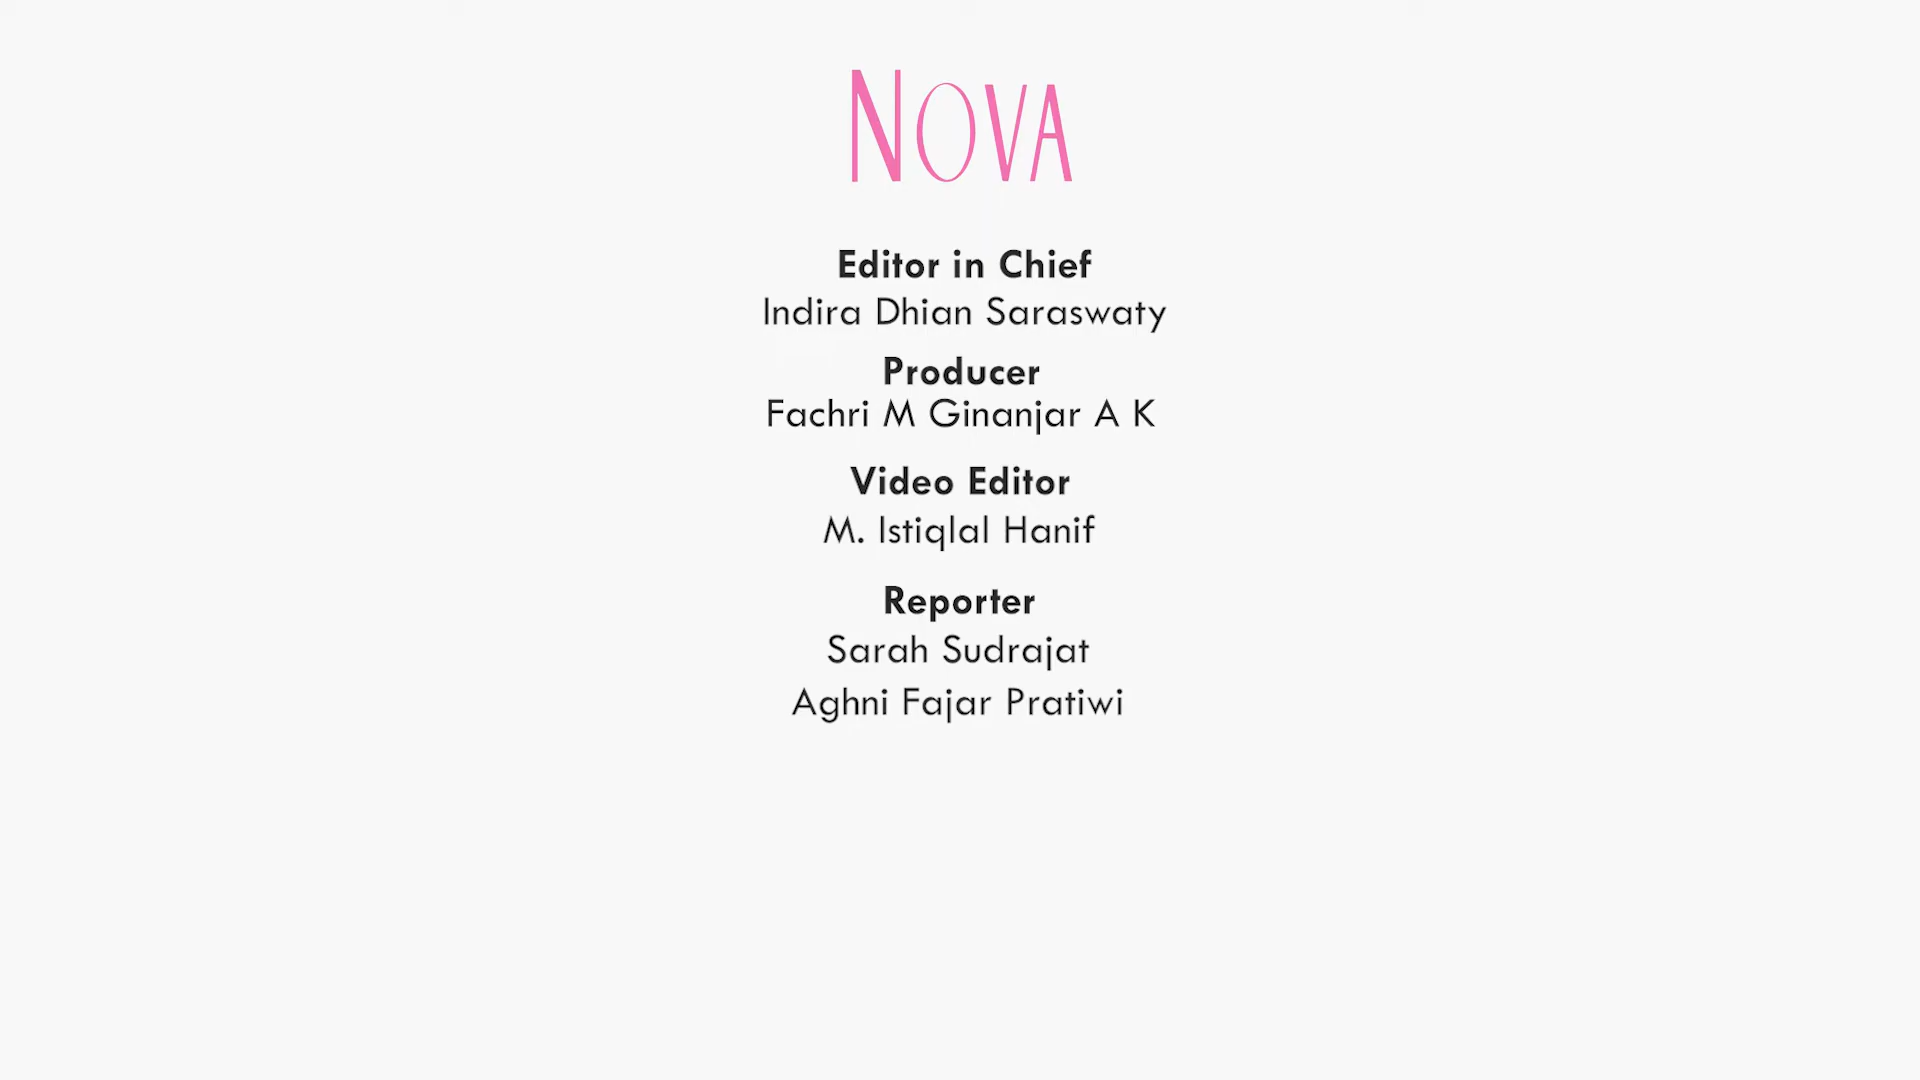 NOVA
Editor in Chief
Indira Dhian Saraswaty
Producer
Fachri M Ginanjar A K
Video Editor
M. Istiqlal Hanif
Reporter
Sarah Sudrajat
Aghni Fajar Pratiwi